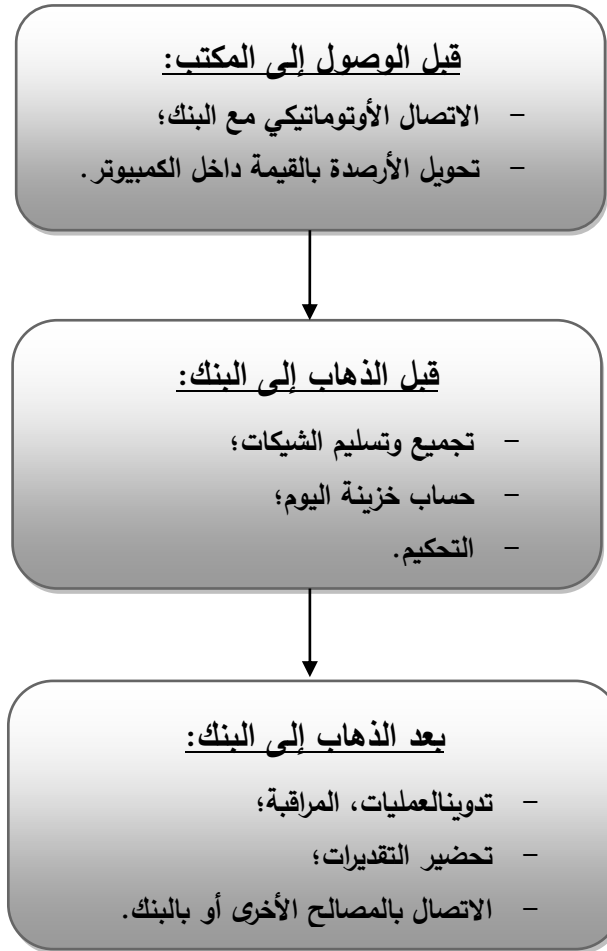 قبل الوصول إلى المكتب:
- الاتصال الأوتوماتيكي مع البنك؛
- تحويل الأرصدة بالقيمة داخل الكمبيوتر.
قبل الذهاب إلى البنك:
- تجميع وتسليم الشيكات؛
- حساب خزينة اليوم؛
- التحكيم.
بعد الذهاب إلى البنك:
- تدوينالعمليات، المراقبة؛
- تحضير التقديرات؛
- الاتصال بالمصالح الأخرى أو بالبنك.